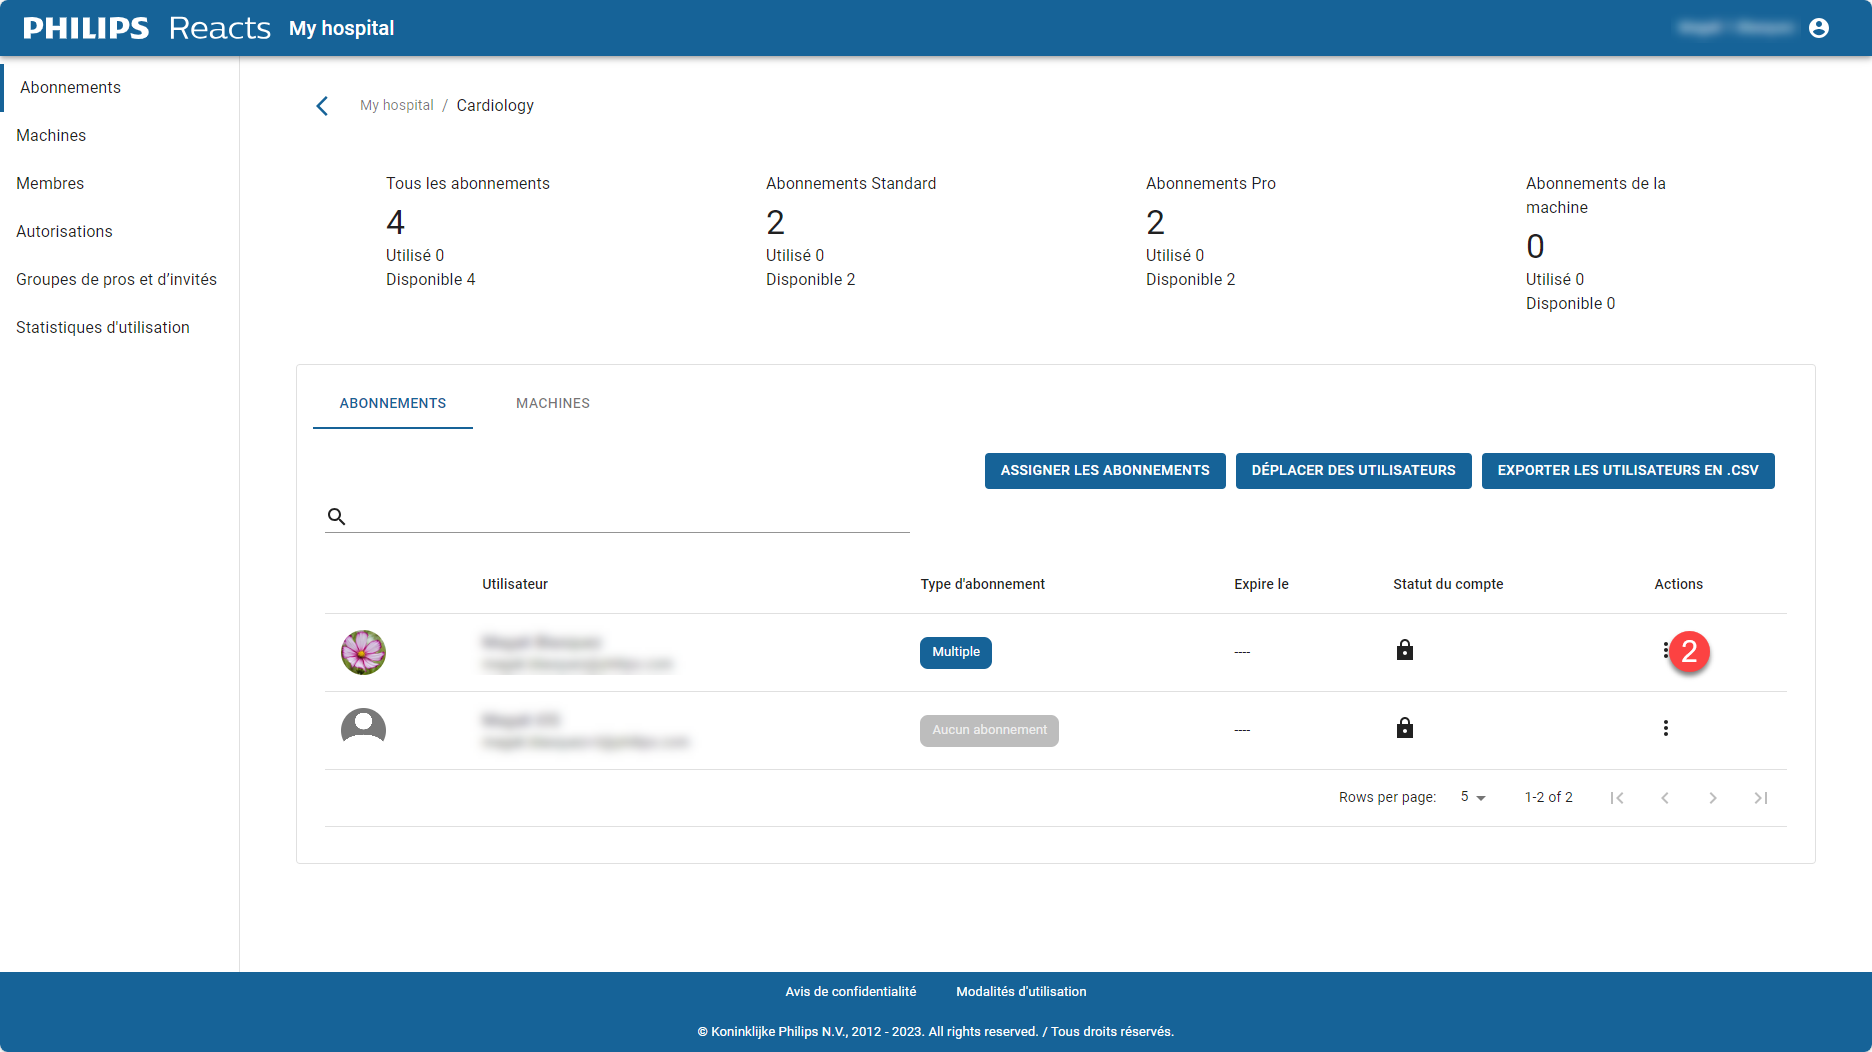 PHILIPS Reacts My hospital
Abonnements
Machines
Membres
Autorisations
Groupes de pros et d’invités
Statistiques d'utilisation
My hospital / Cardiology
Tous les abonnements
4
Utilisé 0
Disponible 4
Abonnements Standard
2
Utilisé 0
Disponible 2
Abonnements Pro
2
Utilisé 0
Disponible 2
Abonnements de la
machine
0
Utilisé 0
Disponible 0
ABONNEMENTS MACHINES
ASSIGNER LES ABONNEMENTS DÉPLACER DES UTILISATEURS EXPORTER LES UTILISATEURS EN .CSV
Utilisateur Type d'abonnement Expire le Statut du compte Actions
Multiple ---- 2
Aucun abonnement ----
Rows per page: 5 1-2 of 2
Avis de confidentialité Modalités d'utilisation
© Koninklijke Philips N.V., 2012 - 2023. All rights reserved. / Tous droits réservés.